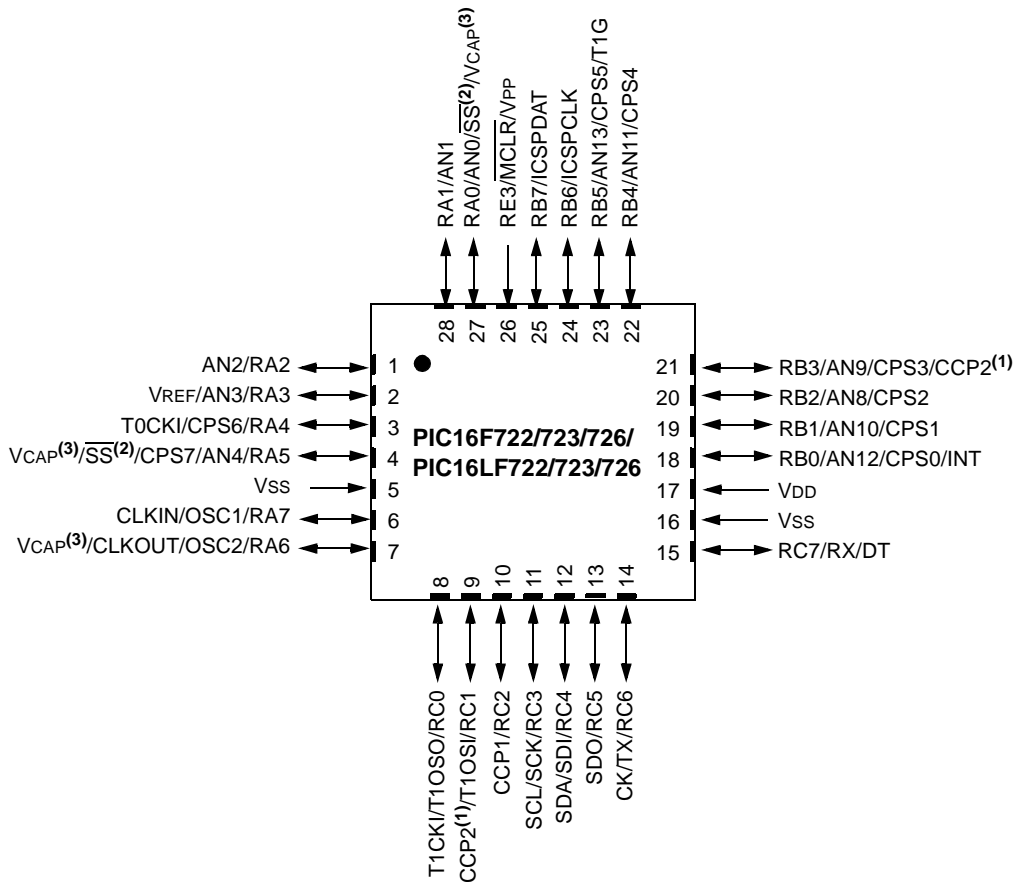 RA1/AN1
RA0/AN0/SS(2)/VCAP(3)
RE3/MCLR/VPP
RB7/ICSPDAT
RB6/ICSPCLK
RB5/AN13/CPS5/T1G
RB4/AN11/CPS4
28
27
26
25
24
23
22
AN2/RA2
1
VREF/AN3/RA3
2
T0CKI/CPS6/RA4
3
VCAP(3)/SS(2)/CPS7/AN4/RA5
4
VSS
5
CLKIN/OSC1/RA7
6
VCAP(3)/CLKOUT/OSC2/RA6
7
PIC16F722/723/726/
PIC16LF722/723/726
21
RB3/AN9/CPS3/CCP2(1)
20
RB2/AN8/CPS2
19
RB1/AN10/CPS1
18
RB0/AN12/CPS0/INT
17
VDD
16
VSS
15
RC7/RX/DT
8
9
10
11
12
13
14
T1CKI/T1OSO/RC0
CCP2(1)/T1OSI/RC1
CCP1/RC2
SCL/SCK/RC3
SDA/SDI/RC4
SDO/RC5
CK/TX/RC6